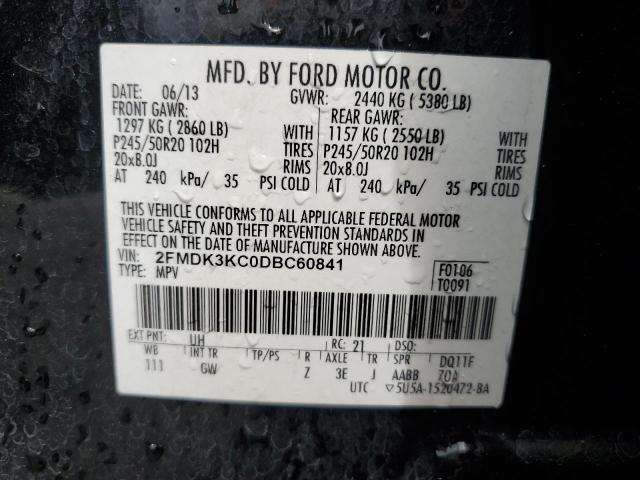 MFD. BY FORD MOTOR CO.
DATE: 06/13 GVWR: 2440 KG ( 5380 LB)
FRONT GAWR: REAR GAWR:
1297 KG ( 2860 LB) WITH 1157 KG ( 2550 LB) WITH
P245/50R20 102H TIRES P245/50R20 102H TIRES
20x8.0J RIMS 20x8.0J RIMS
AT 240 kPa/ 35 PSI COLD AT 240 kPa/ 35 PSI COLD
THIS VEHICLE CONFORMS TO ALL APPLICABLE FEDERAL MOTOR
VEHICLE SAFETY AND THEFT PREVENTION STANDARDS IN
EFFECT ON THE DATE OF MANUFACTURE SHOWN ABOVE.
VIN: 2FMDK3KC0DBC60841 F0106
TYPE: MPV T0091
EXT PNT: UH RC: 21 DSO:
WB INT TR TP/PS R AXLE TR SPR DQ11F
111 GW Z 3E J AABB 70A
UTC ▽5U5A-1520472-BA